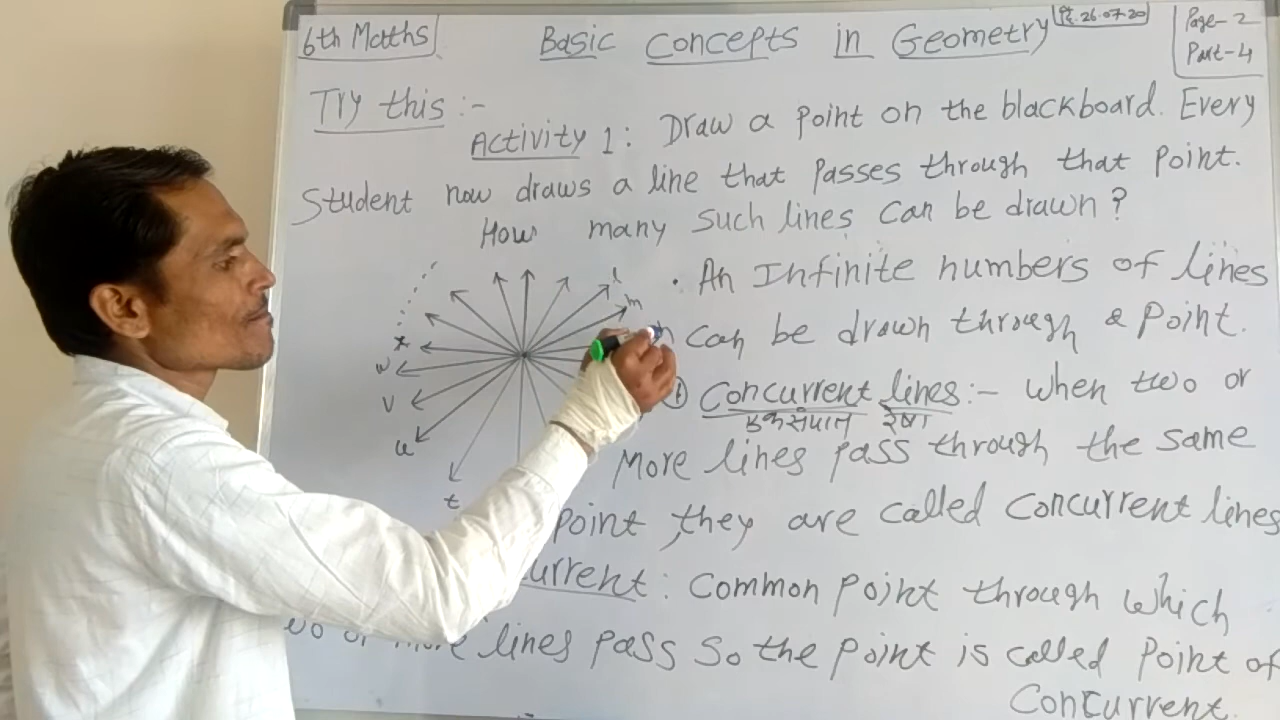 6th Maths
Basic Concepts in Geometry
26.07.20
Page-2
Part-4
Try this :-
Activity 1: Draw a point on the blackboard. Every
Student now draws a line that passes through that point.
How many such lines can be drawn?
. An Infinite numbers of lines
can be drawn through a point.
Concurrent lines:- when two or
एकसंपात रेषा
More lines pass through the same
point, they are called concurrent lines
urrent: Common point through which
or more lines pass so the point is called point of
Concurrent.
l
m
x
w
v
u
t